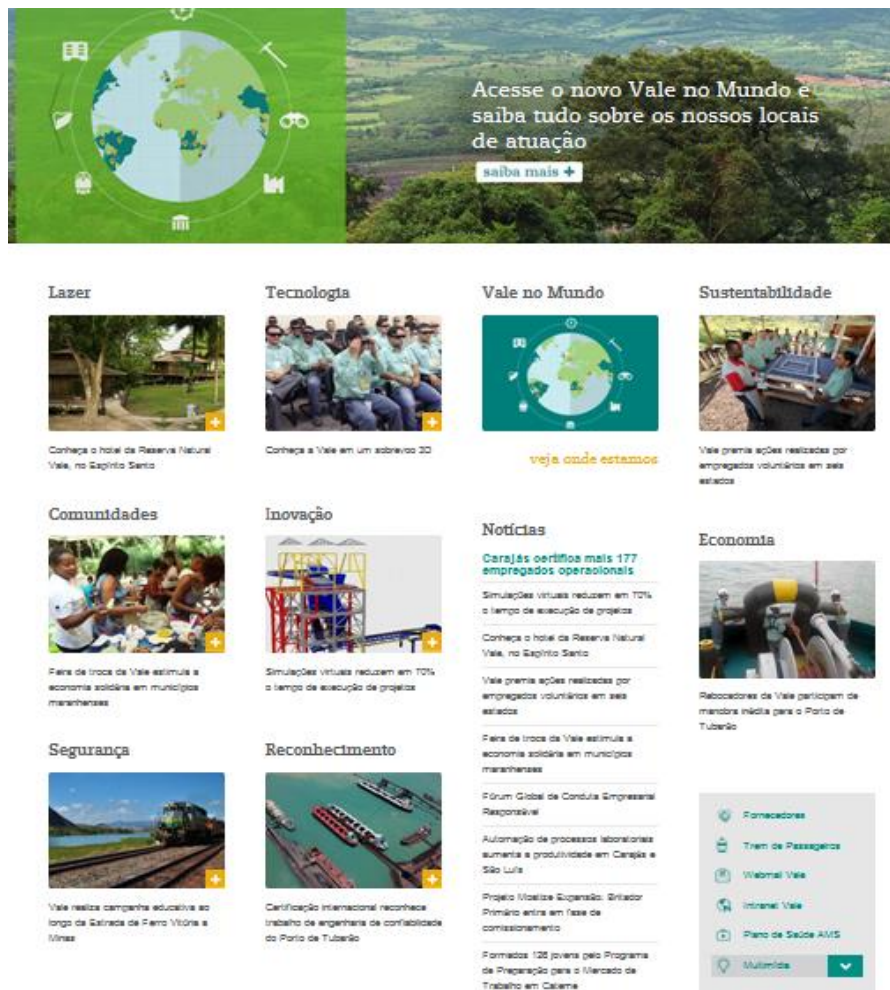 Acesse o novo Vale no Mundo e
saiba tudo sobre os nossos locais
de atuação
saiba mais +
Lazer
Conheça o hotel da Reserva Natural
Vale, no Espírito Santo
Tecnologia
Conheça a Vale em um sobrevoo 3D
Vale no Mundo
veja onde estamos
Sustentabilidade
Vale premia ações realizadas por
empregados voluntários em seis
estados
Comunidades
Feira de troca da Vale estimula a
economia solidária em municípios
maranhenses
Inovação
Simulações virtuais reduzem em 70%
o tempo de execução de projetos
Notícias
Carajás certifica mais 177
empregados operacionais
Simulações virtuais reduzem em 70%
o tempo de execução de projetos
Conheça o hotel da Reserva Natural
Vale, no Espírito Santo
Vale premia ações realizadas por
empregados voluntários em seis
estados
Feira de troca da Vale estimula a
economia solidária em municípios
maranhenses
Fórum Global de Conduta Empresarial
Responsável
Automação de processos laboratoriais
aumenta a produtividade em Carajás e
São Luís
Projeto Moatize Expansão: Britador
Primário entra em fase de
comissionamento
Formados 126 jovens pelo Programa
de Preparação para o Mercado de
Trabalho em Cateme
Economia
Rebocadores da Vale participam de
manobra inédita para o Porto de
Tubarão
Segurança
Vale realiza campanha educativa ao
longo da Estrada de Ferro Vitória a
Minas
Reconhecimento
Certificação internacional reconhece
trabalho de engenharia de confiabilidade
do Porto de Tubarão
Fornecedores
Trem de Passageiros
Webmail Vale
Intranet Vale
Plano de Saúde AMS
Multimídia